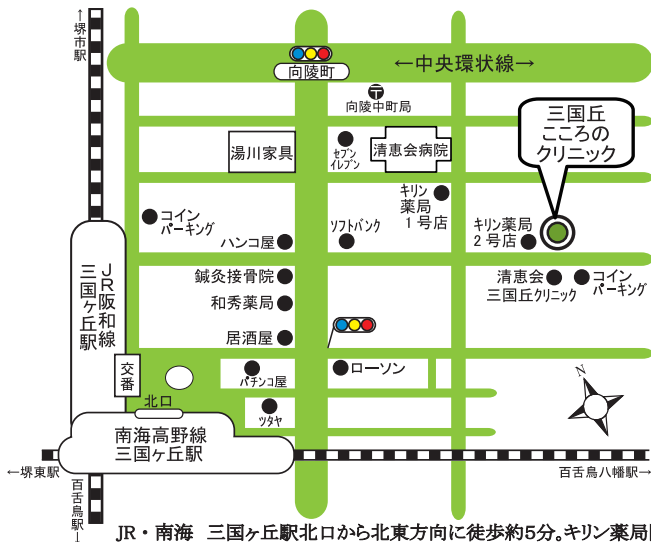 ←堺市駅
向陵町
←中央環状線→
〒
向陵中町局
三国丘
こころの
クリニック
湯川家具
セブン
イレブン
清恵会病院
キリン
薬局
1号店
コイン
パーキング
ハンコ屋
ソフトバンク
キリン薬局
2号店
鍼灸接骨院
和秀薬局
居酒屋
清恵会
三国丘クリニック
コイン
パーキング
JR阪和線
三国ヶ丘駅
交番
北口
パチンコ屋
ローソン
ツタヤ
N
南海高野線
三国ヶ丘駅
←堺東駅
百舌鳥駅→
百舌鳥八幡駅→
JR・南海 三国ヶ丘駅北口から北東方向に徒歩約5分。キリン薬局